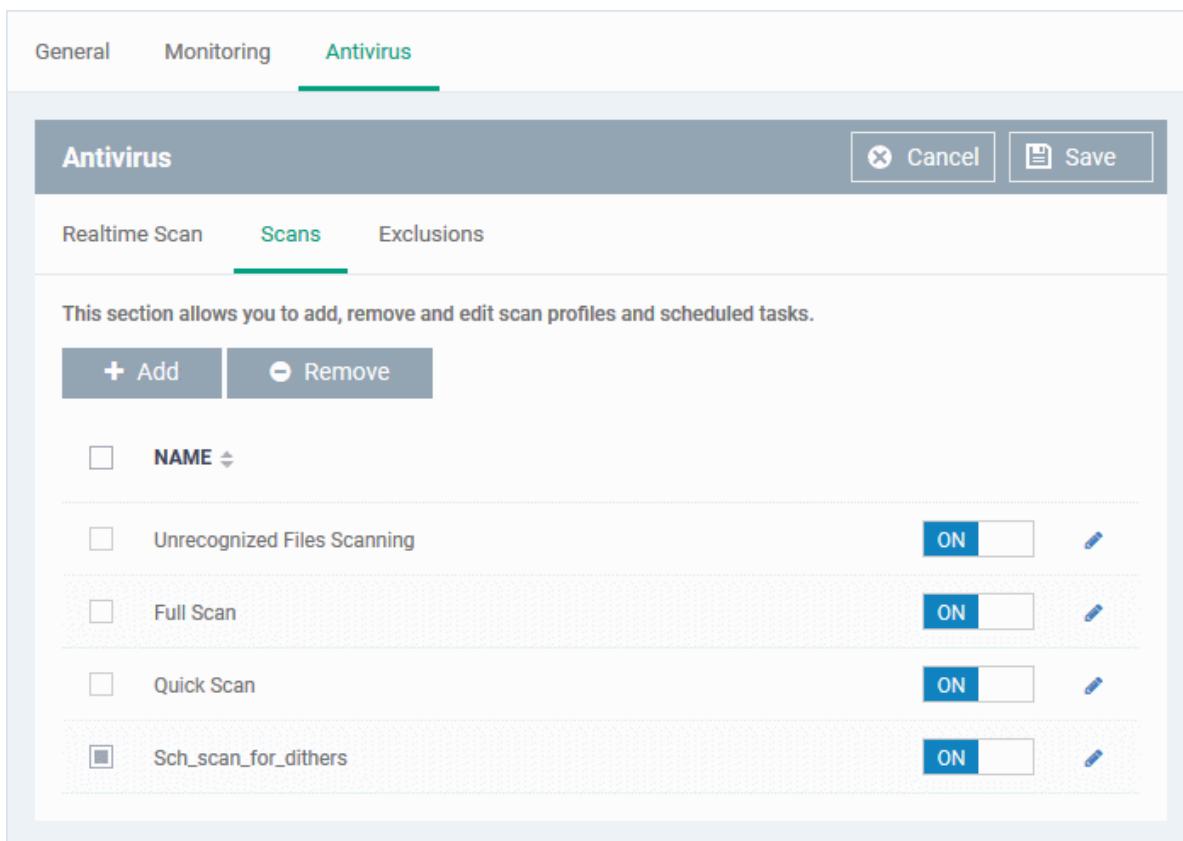 General Monitoring Antivirus
Antivirus Cancel Save
Realtime Scan Scans Exclusions
This section allows you to add, remove and edit scan profiles and scheduled tasks.
Add Remove
NAME
Unrecognized Files Scanning ON
Full Scan ON
Quick Scan ON
Sch_scan_for_dithers ON